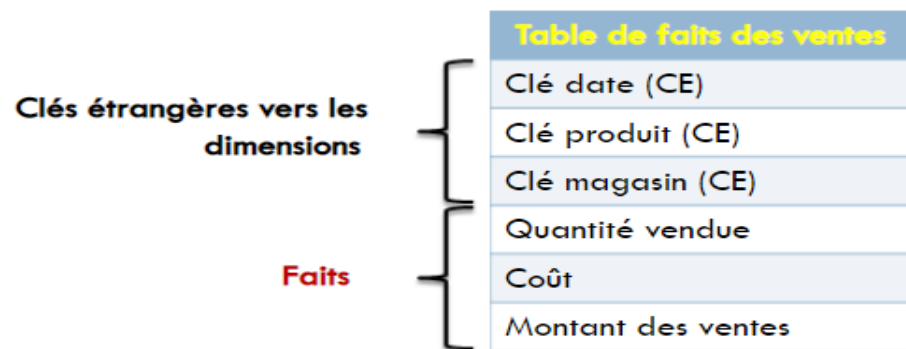 Table de faits des ventes
Clés étrangères vers les
dimensions
Clé date (CE)
Clé produit (CE)
Clé magasin (CE)
Faits
Quantité vendue
Coût
Montant des ventes